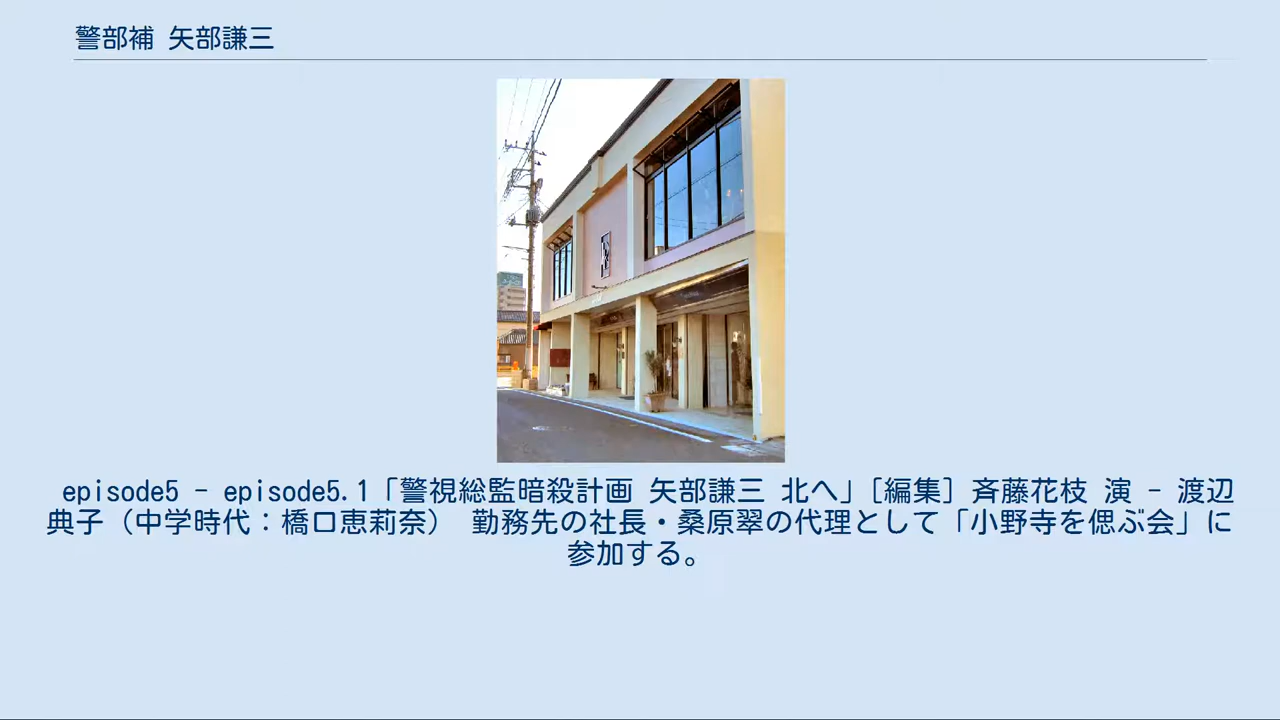 警部補 矢部謙三
episode5 - episode5.1「警視総監暗殺計画 矢部謙三 北へ」[編集] 斉藤花枝 演 - 渡辺
典子（中学時代：橋口恵莉奈） 勤務先の社長・桑原翠の代理として「小野寺を偲ぶ会」に
参加する。